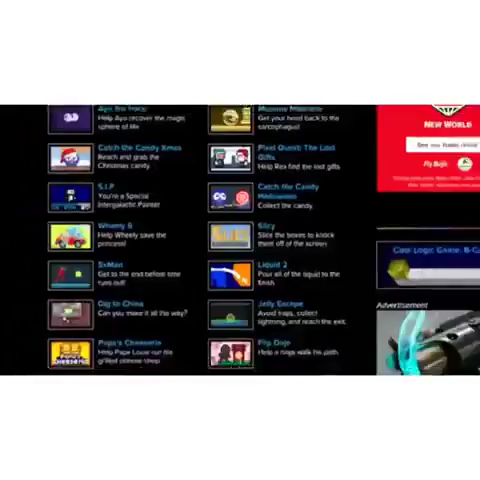 Help Ayo recover the magic
sphere of life
Catch the Candy Xmas
Reach and grab the
Christmas candy.
S.I.P
You're a Special
Intergalactic Painter
Wheely 6
Help Wheely save the
princess!
SxMan
Get to the end before time
runs out!
Dig to China
Can you make it all the way?
Papa's Cheeseria
Help Papa Louie run his
grilled cheese shop
Get your head back to the
sarcophagus!
Pixel Quest: The Lost
Gifts
Help Rex find the lost gifts
Catch the Candy
Halloween
Collect the candy.
Slicy
Slice the boxes to knock
them off of the screen
Liquid 2
Pour all of the liquid to the
finish
Jelly Escape
Avoid traps, collect
lightning, and reach the exit.
Flip Dojo
Help a ninja walk his path.
New World
Advertisement